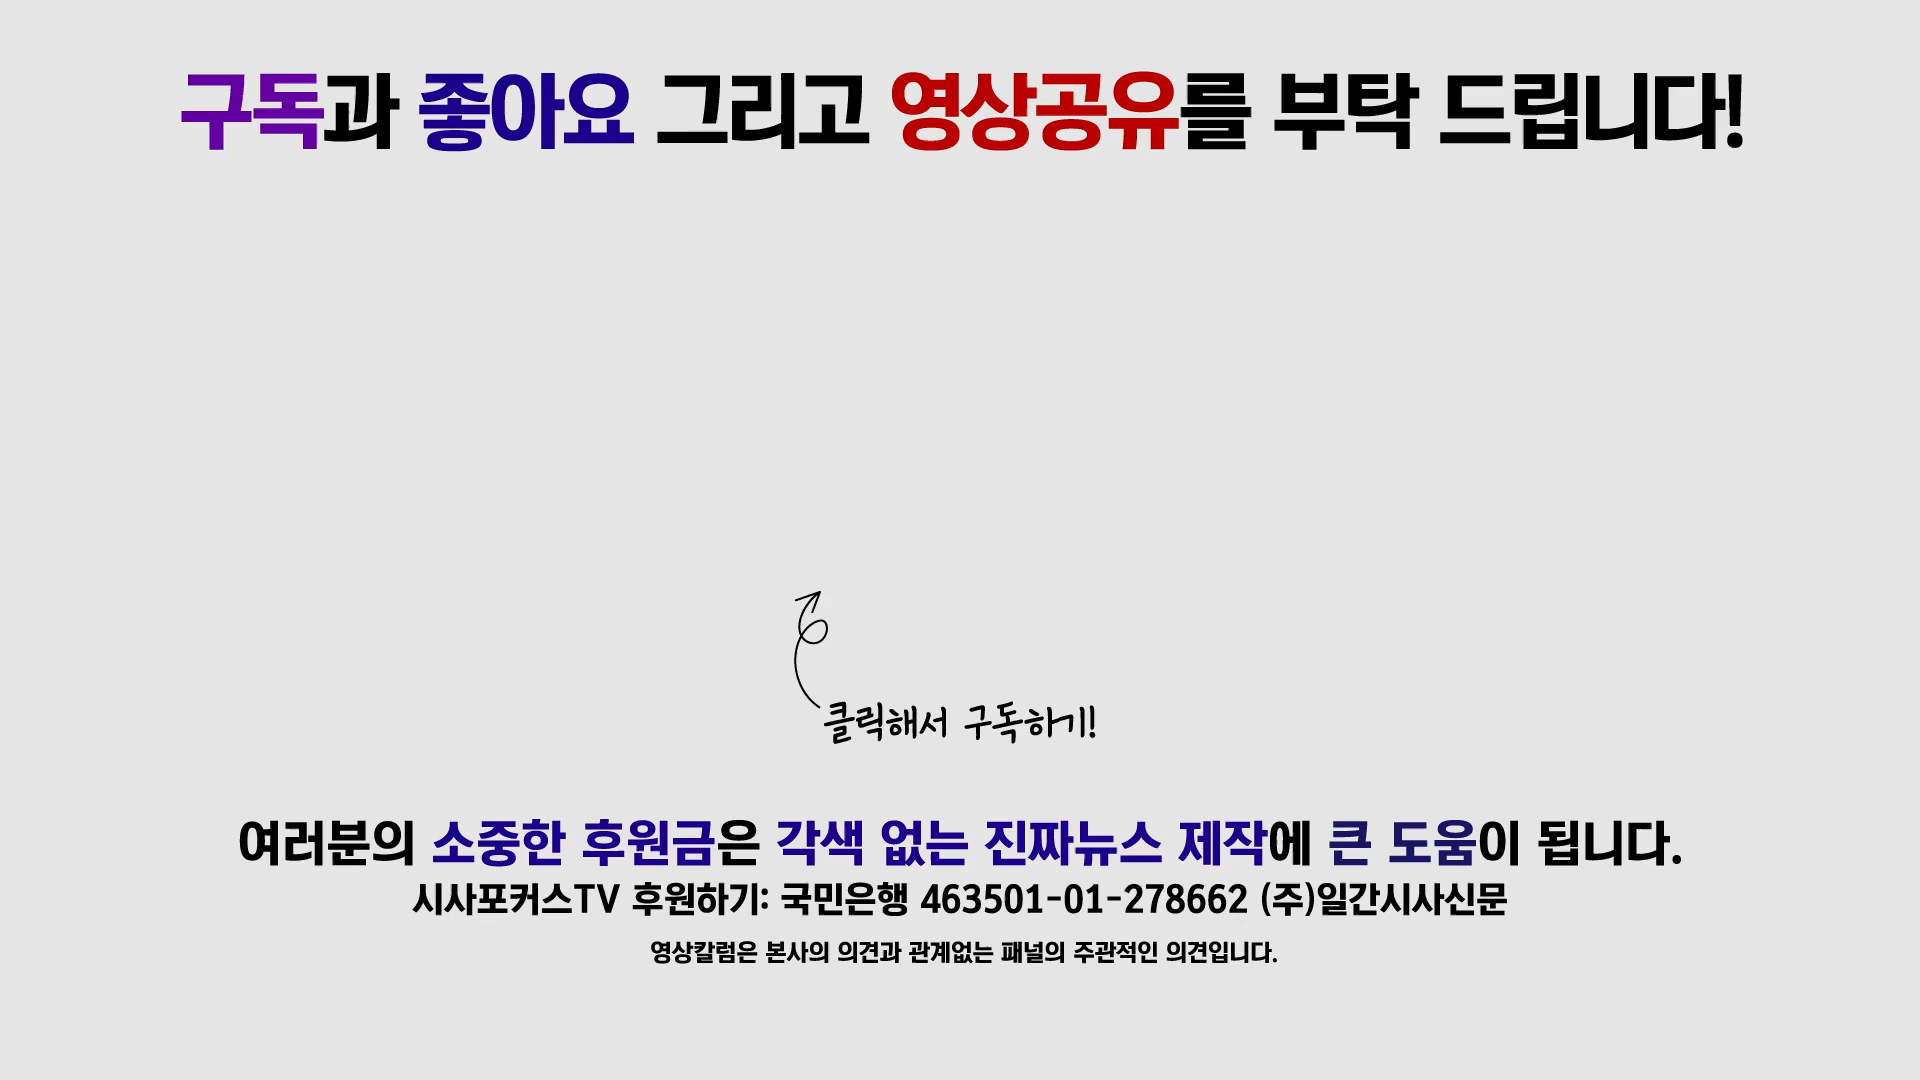 구독과 좋아요 그리고 영상공유를 부탁 드립니다!
클릭해서 구독하기!
여러분의 소중한 후원금은 각색 없는 진짜뉴스 제작에 큰 도움이 됩니다.
시사포커스TV 후원하기: 국민은행 463501-01-278662 (주)일간시사신문
영상칼럼은 본사의 의견과 관계없는 패널의 주관적인 의견입니다.